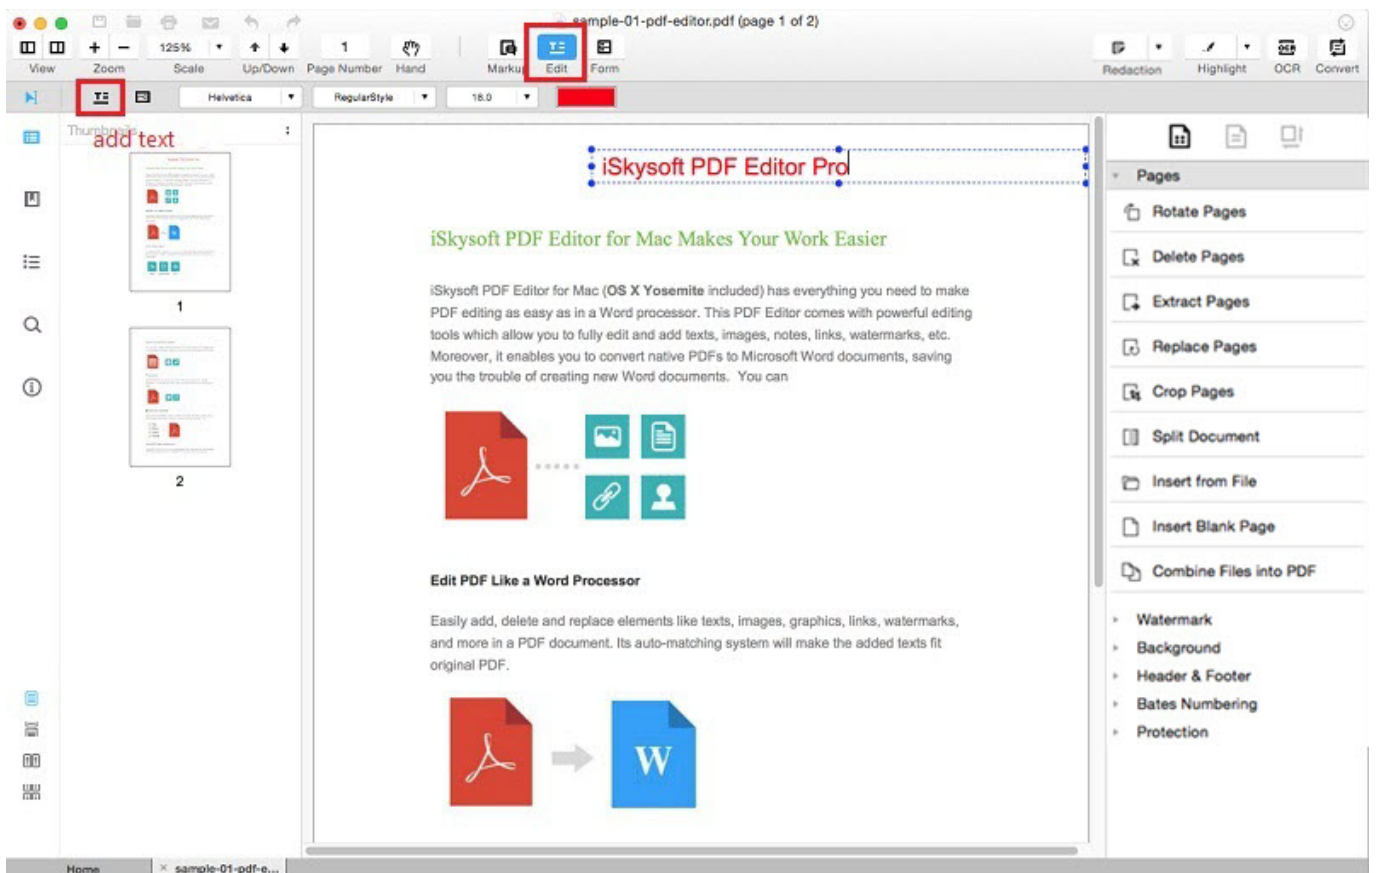 sample-01-pdf-editor.pdf (page 1 of 2)
125%
1
View
Zoom
Scale
Up/Down
Page Number
Hand
Markup
Edit
Form
Redaction
Highlight
OCR
Convert
Helvetica
RegularStyle
18.0
Thumbnails
add text
1
2
iSkysoft PDF Editor Pro
iSkysoft PDF Editor for Mac Makes Your Work Easier
iSkysoft PDF Editor for Mac (OS X Yosemite included) has everything you need to make
PDF editing as easy as in a Word processor. This PDF Editor comes with powerful editing
tools which allow you to fully edit and add texts, images, notes, links, watermarks, etc.
Moreover, it enables you to convert native PDFs to Microsoft Word documents, saving
you the trouble of creating new Word documents. You can
Edit PDF Like a Word Processor
Easily add, delete and replace elements like texts, images, graphics, links, watermarks,
and more in a PDF document. Its auto-matching system will make the added texts fit
original PDF.
W
Pages
Rotate Pages
Delete Pages
Extract Pages
Replace Pages
Crop Pages
Split Document
Insert from File
Insert Blank Page
Combine Files into PDF
Watermark
Background
Header & Footer
Bates Numbering
Protection
Home
sample-01-pdf-e...